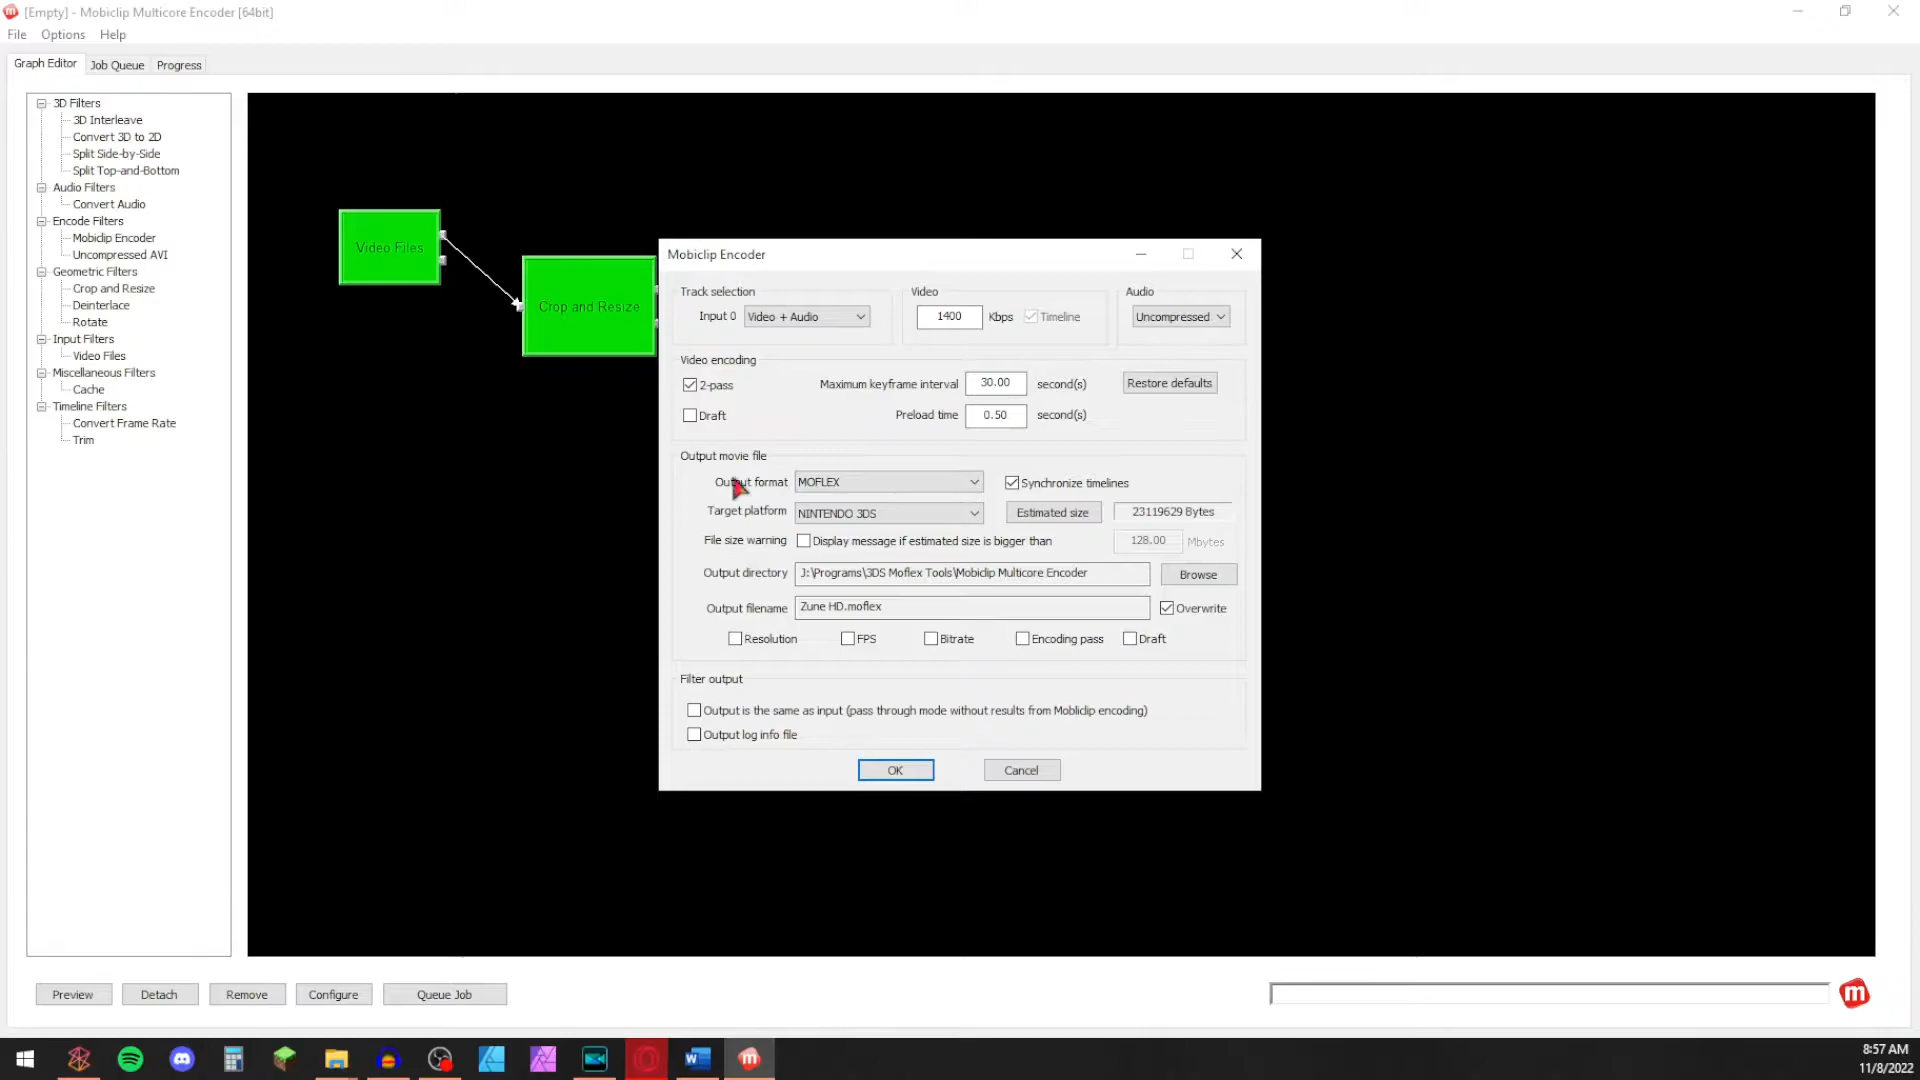 [Empty] - Mobiclip Multicore Encoder [64bit]
File Options Help
Graph Editor Job Queue Progress
3D Filters
3D Interleave
Convert 3D to 2D
Split Side-by-Side
Split Top-and-Bottom
Audio Filters
Convert Audio
Encode Filters
Mobiclip Encoder
Uncompressed AVI
Geometric Filters
Crop and Resize
Deinterlace
Rotate
Input Filters
Video Files
Miscellaneous Filters
Cache
Timeline Filters
Convert Frame Rate
Trim
Video Files
Crop and Resize
Mobiclip Encoder
Track selection Video Audio
Input 0 Video + Audio 1400 Kbps Timeline Uncompressed
Video encoding
2-pass Maximum keyframe interval 30.00 second(s) Restore defaults
Draft Preload time 0.50 second(s)
Output movie file
Output format MOFLEX Synchronize timelines
Target platform NINTENDO 3DS Estimated size 23119629 Bytes
File size warning Display message if estimated size is bigger than 128.00 Mbytes
Output directory J:\Programs\3DS Moflex Tools\Mobiclip Multicore Encoder Browse
Output filename Zune HD.moflex Overwrite
Resolution FPS Bitrate Encoding pass Draft
Filter output
Output is the same as input (pass through mode without results from Mobliclip encoding)
Output log info file
OK Cancel
Preview Detach Remove Configure Queue Job
8:57 AM
11/8/2022